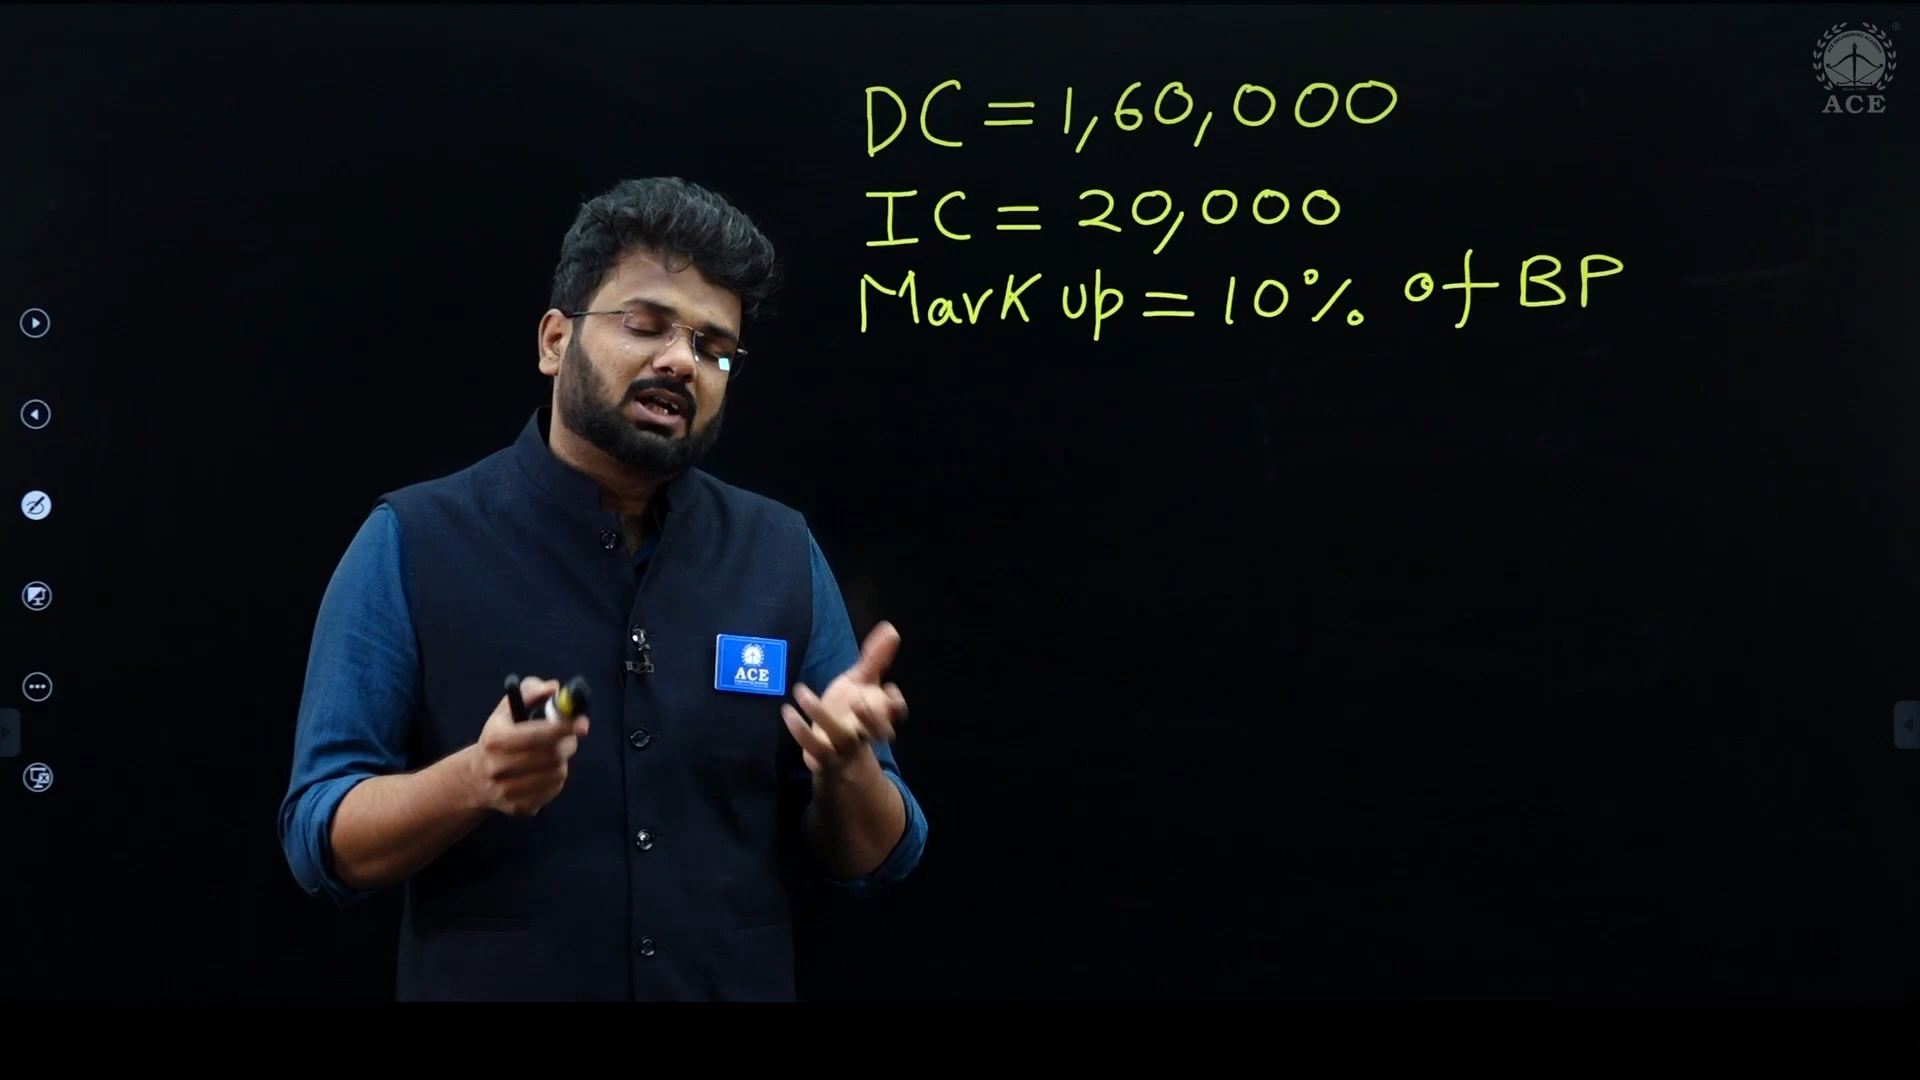 DC = 1,60,000
IC = 20,000
Mark up = 10% of BP
ACE
ACE